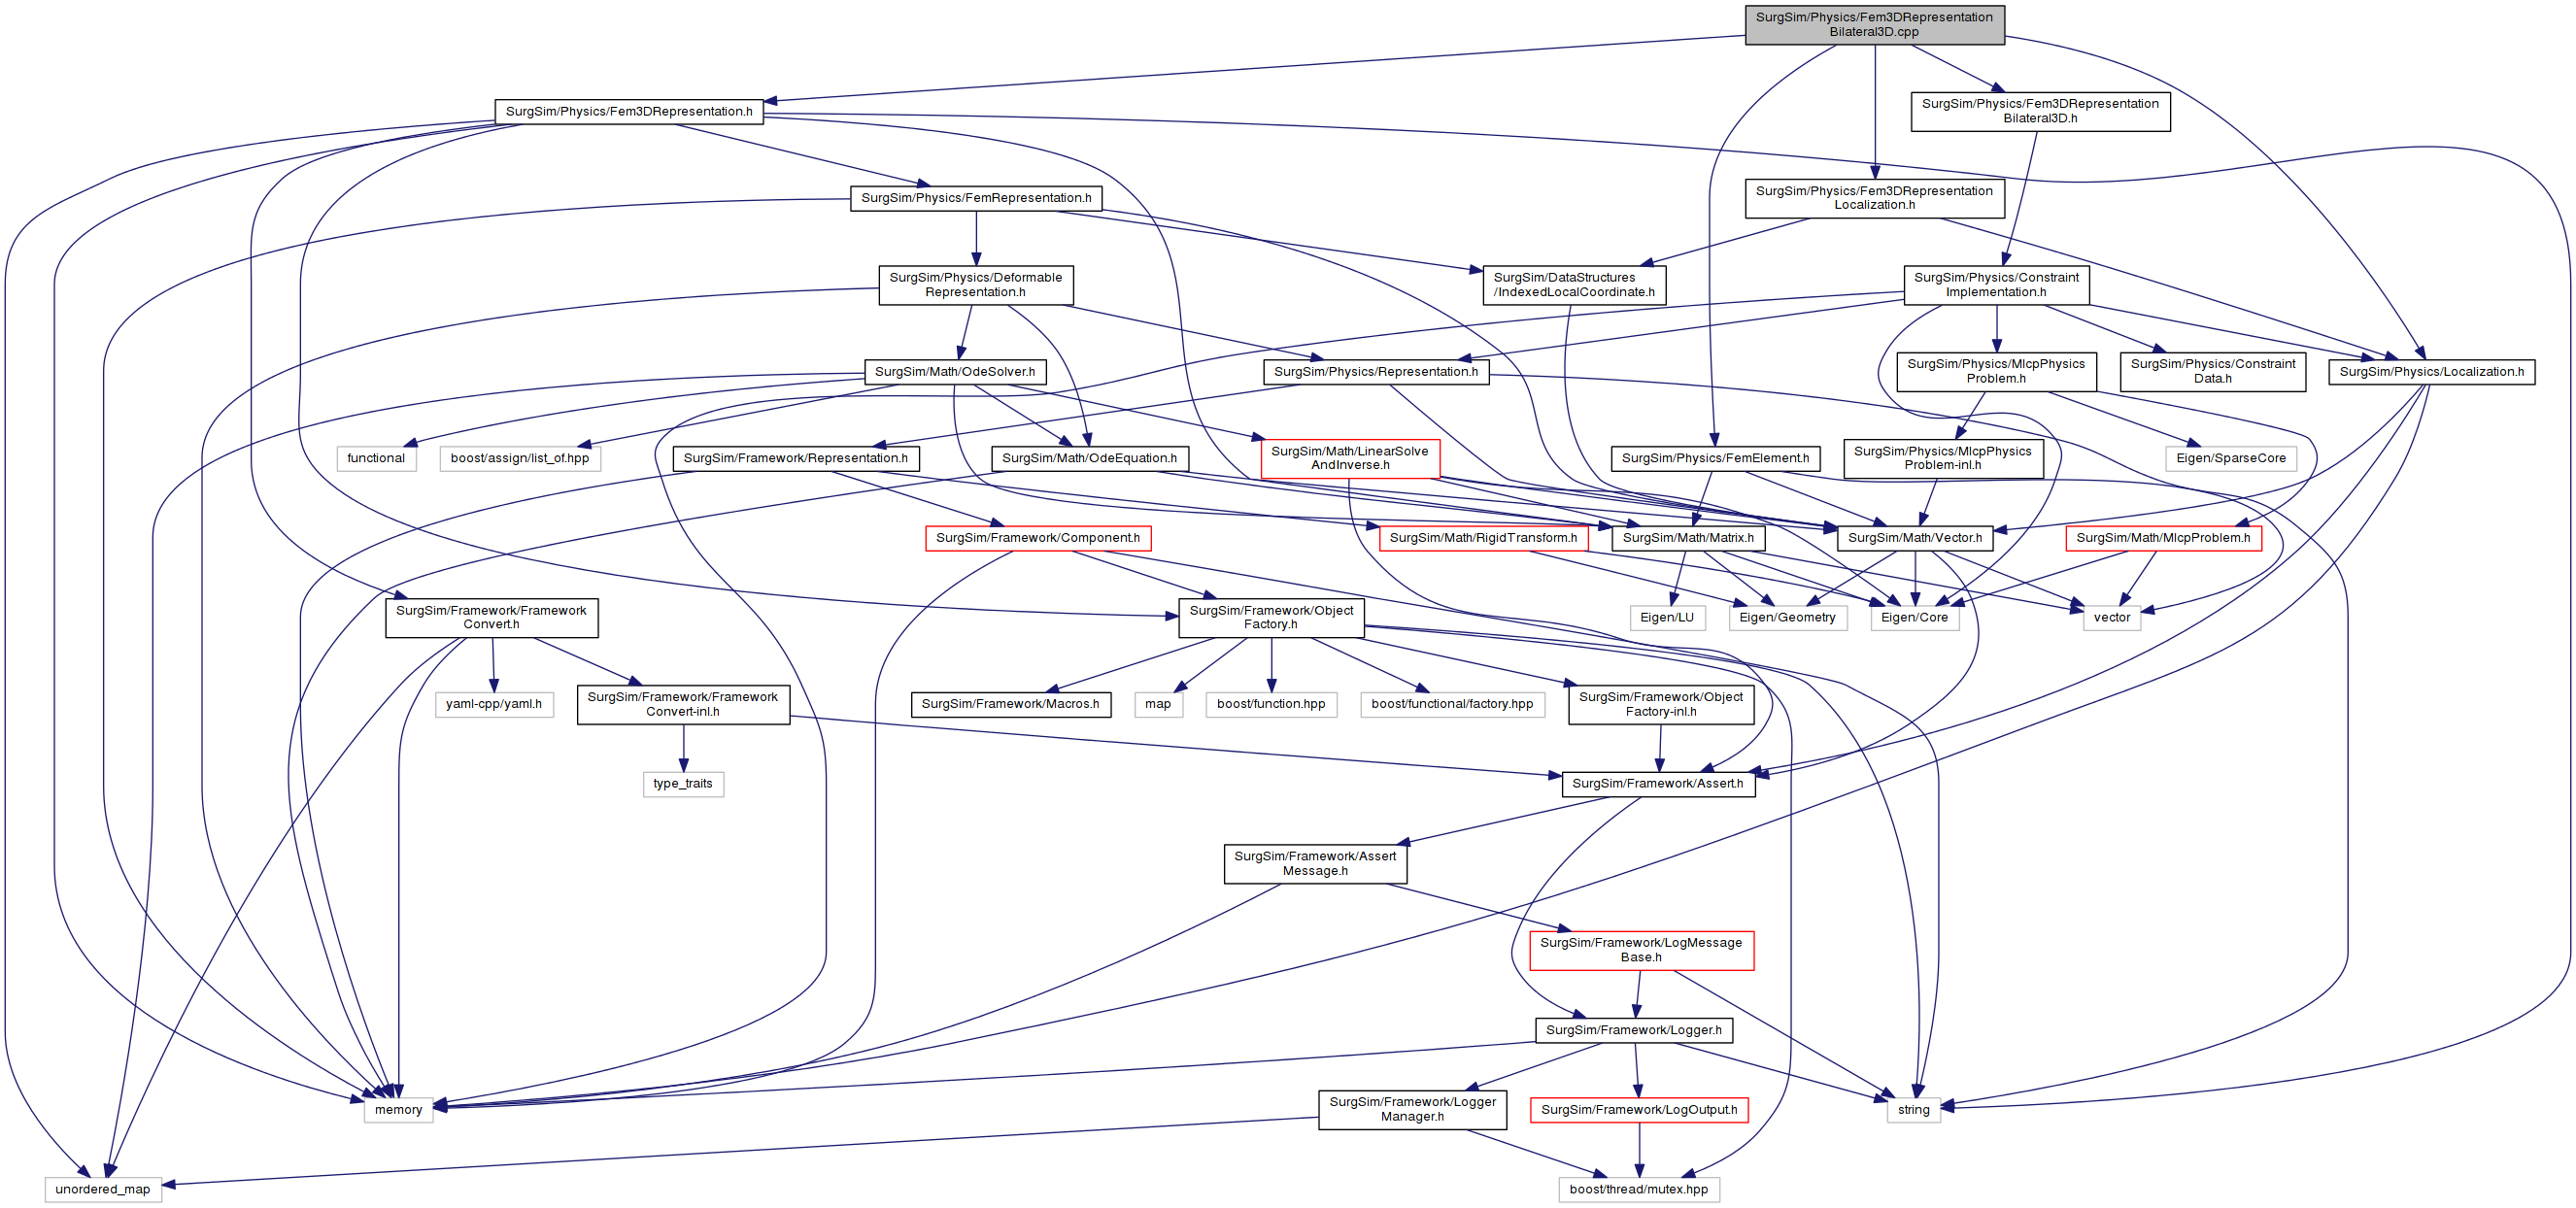 SurgSim/Physics/Fem3DRepresentation
Bilateral3D.cpp
SurgSim/Physics/Fem3DRepresentation.h
SurgSim/Physics/Fem3DRepresentation
Bilateral3D.h
SurgSim/Physics/FemRepresentation.h
SurgSim/Physics/Fem3DRepresentation
Localization.h
SurgSim/Physics/Deformable
Representation.h
SurgSim/DataStructures
/IndexedLocalCoordinate.h
SurgSim/Physics/Constraint
Implementation.h
SurgSim/Math/OdeSolver.h
SurgSim/Physics/Representation.h
SurgSim/Physics/MlcpPhysics
Problem.h
SurgSim/Physics/Constraint
Data.h
SurgSim/Physics/Localization.h
functional
boost/assign/list_of.hpp
SurgSim/Framework/Representation.h
SurgSim/Math/OdeEquation.h
SurgSim/Math/LinearSolve
AndInverse.h
SurgSim/Physics/FemElement.h
SurgSim/Physics/MlcpPhysics
Problem-inl.h
Eigen/SparseCore
SurgSim/Framework/Component.h
SurgSim/Math/RigidTransform.h
SurgSim/Math/Matrix.h
SurgSim/Math/Vector.h
SurgSim/Math/MlcpProblem.h
SurgSim/Framework/Framework
Convert.h
SurgSim/Framework/Object
Factory.h
Eigen/LU
Eigen/Geometry
Eigen/Core
vector
yaml-cpp/yaml.h
SurgSim/Framework/Framework
Convert-inl.h
SurgSim/Framework/Macros.h
map
boost/function.hpp
boost/functional/factory.hpp
SurgSim/Framework/Object
Factory-inl.h
type_traits
SurgSim/Framework/Assert.h
SurgSim/Framework/Assert
Message.h
SurgSim/Framework/LogMessage
Base.h
SurgSim/Framework/Logger.h
memory
SurgSim/Framework/Logger
Manager.h
SurgSim/Framework/LogOutput.h
string
unordered_map
boost/thread/mutex.hpp